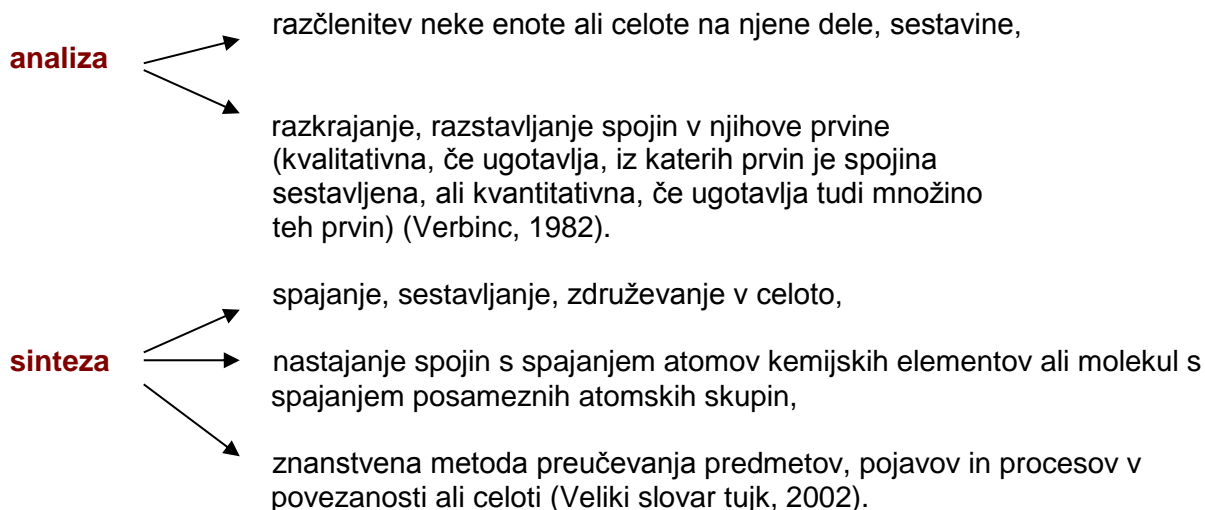 razčlenitev neke enote ali celote na njene dele, sestavine,
analiza
razkrajanje, razstavljanje spojin v njihove prvine
(kvalitativna, če ugotavlja, iz katerih prvin je spojina
sestavljena, ali kvantitativna, če ugotavlja tudi množino
teh prvin) (Verbinc, 1982).
spajanje, sestavljanje, združevanje v celoto,
sinteza
nastajanje spojin s spajanjem atomov kemijskih elementov ali molekul s
spajanjem posameznih atomskih skupin,
znanstvena metoda preučevanja predmetov, pojavov in procesov v
povezanosti ali celoti (Veliki slovar tujk, 2002).